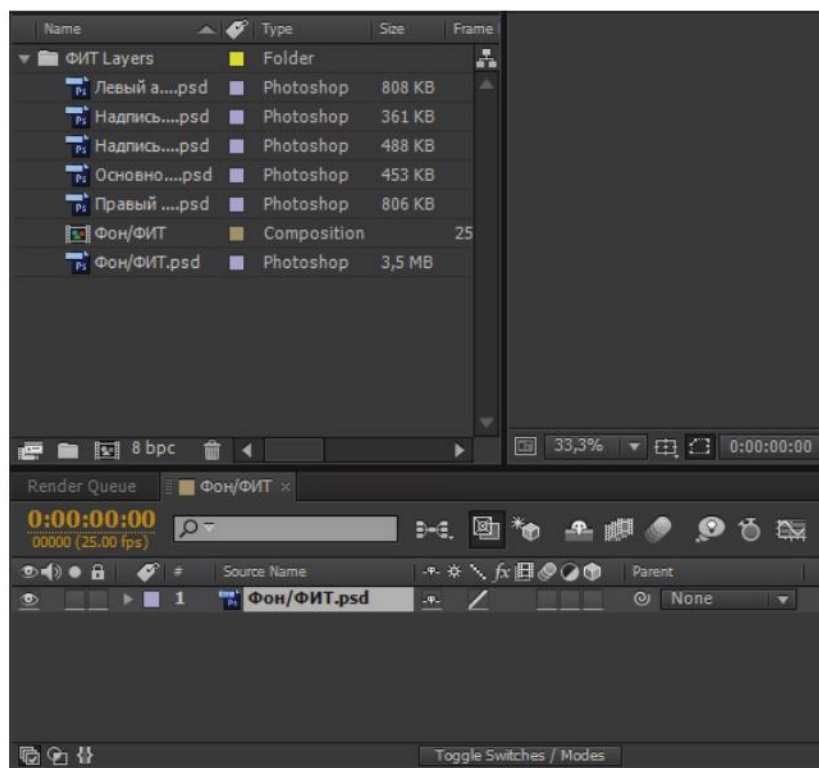 Name Type Size Frame
ФИТ Layers Folder
Левый а....psd Photoshop 808 KB
Надпись....psd Photoshop 361 KB
Надпись....psd Photoshop 488 KB
Основно....psd Photoshop 453 KB
Правый ....psd Photoshop 806 KB
Фон/ФИТ Composition 25
Фон/ФИТ.psd Photoshop 3,5 MB
8 bpc 33,3% 0:00:00:00
Render Queue Фон/ФИТ ×
0:00:00:00
00000 (25.00 fps)
# Source Name fx Parent
1 Фон/ФИТ.psd None
Toggle Switches / Modes